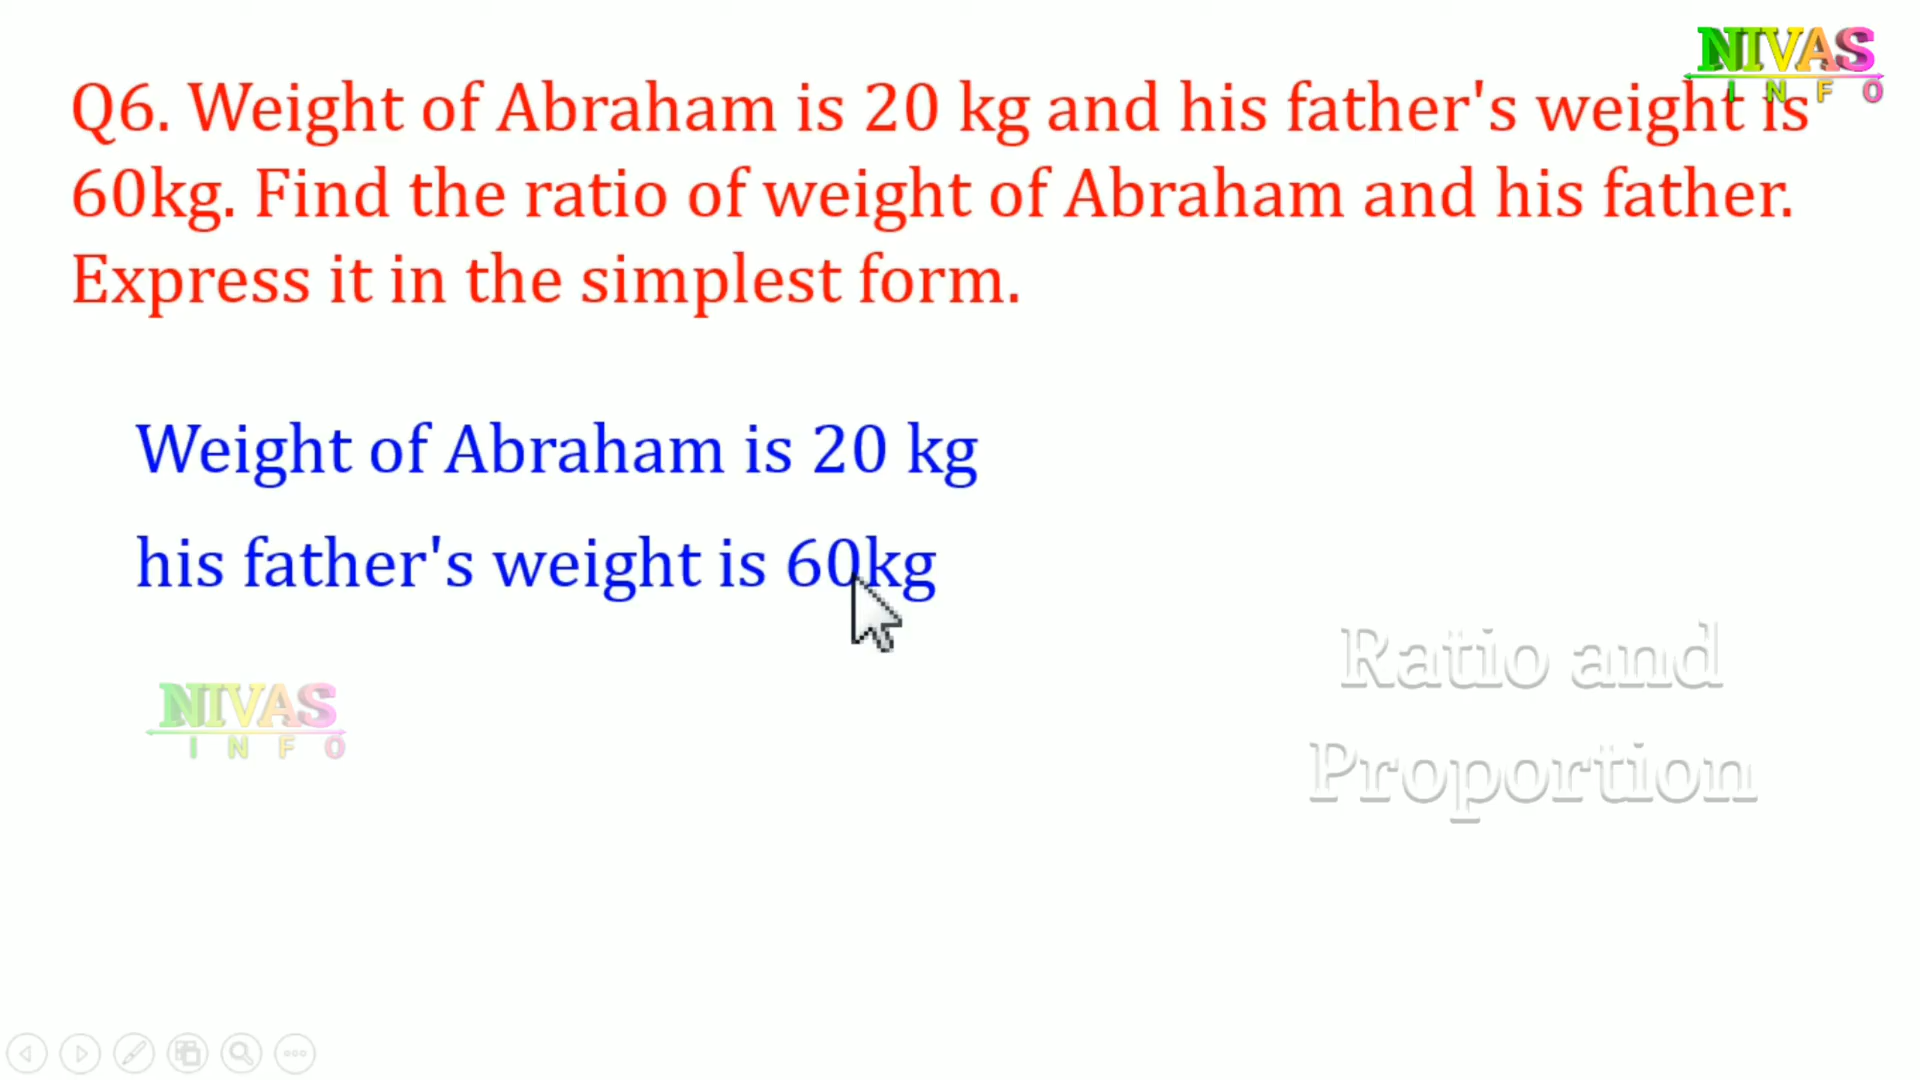 NIVAS
INFO
Q6. Weight of Abraham is 20 kg and his father's weight is
60kg. Find the ratio of weight of Abraham and his father.
Express it in the simplest form.
Weight of Abraham is 20 kg
his father's weight is 60kg
NIVAS
INFO
Ratio and
Proportion